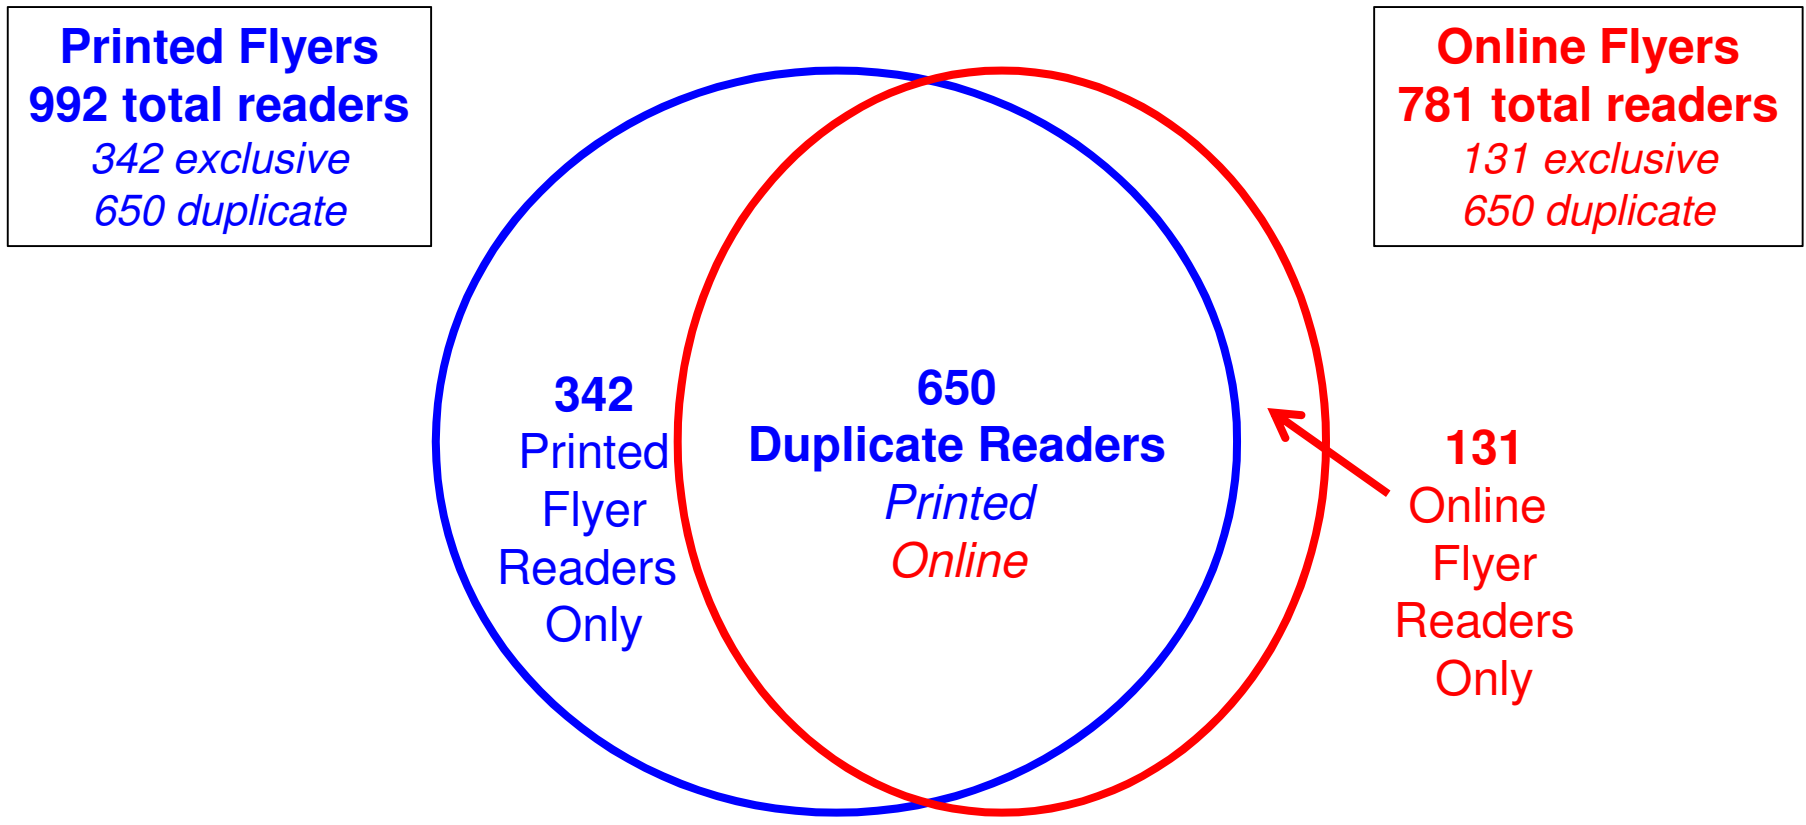 Printed Flyers
992 total readers
342 exclusive
650 duplicate
Online Flyers
781 total readers
131 exclusive
650 duplicate
342
Printed
Flyer
Readers
Only
650
Duplicate Readers
Printed
Online
131
Online
Flyer
Readers
Only